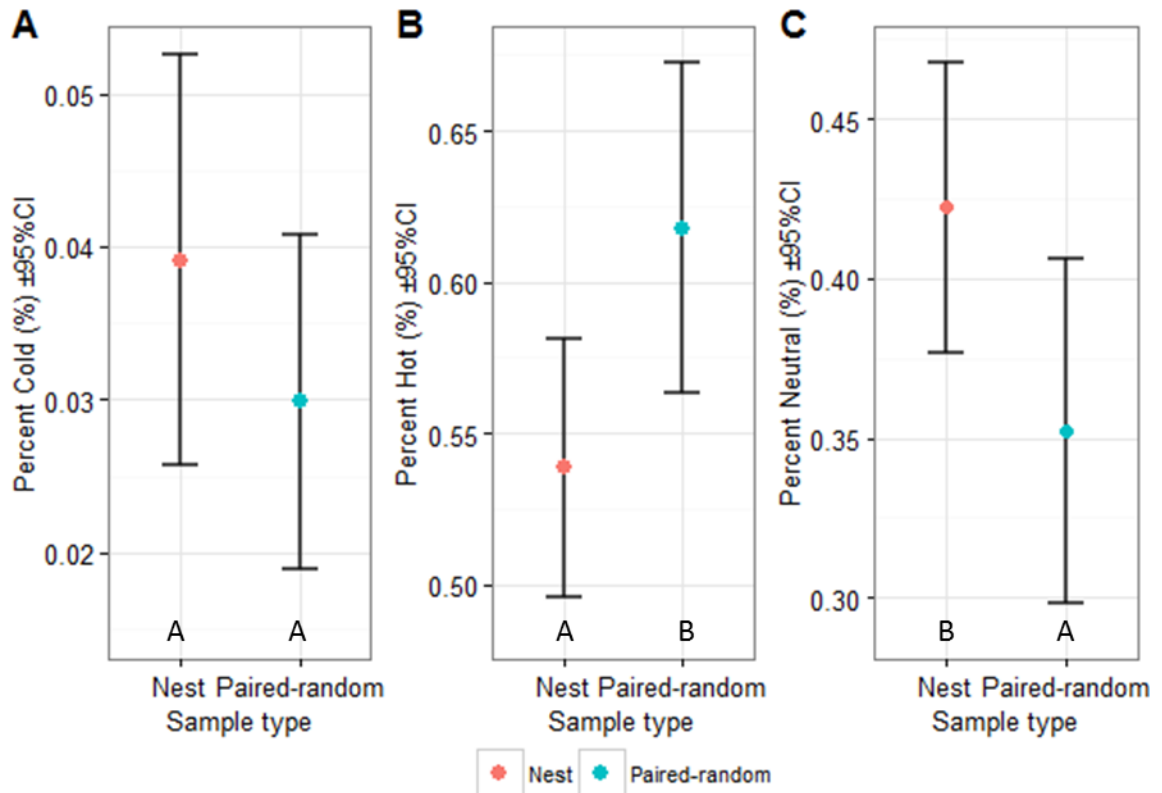 A
Percent Cold (%) ±95%CI
0.05
0.04
0.03
0.02
A A
Nest Paired-random
Sample type
B
Percent Hot (%) ±95%CI
0.65
0.60
0.55
0.50
A B
Nest Paired-random
Sample type
C
Percent Neutral (%) ±95%CI
0.45
0.40
0.35
0.30
B A
Nest Paired-random
Sample type
Nest Paired-random